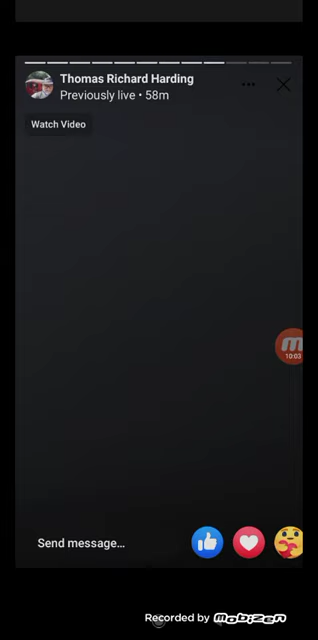 Thomas Richard Harding
Previously live • 58m
Watch Video
10:03
Send message...
Recorded by mobizen